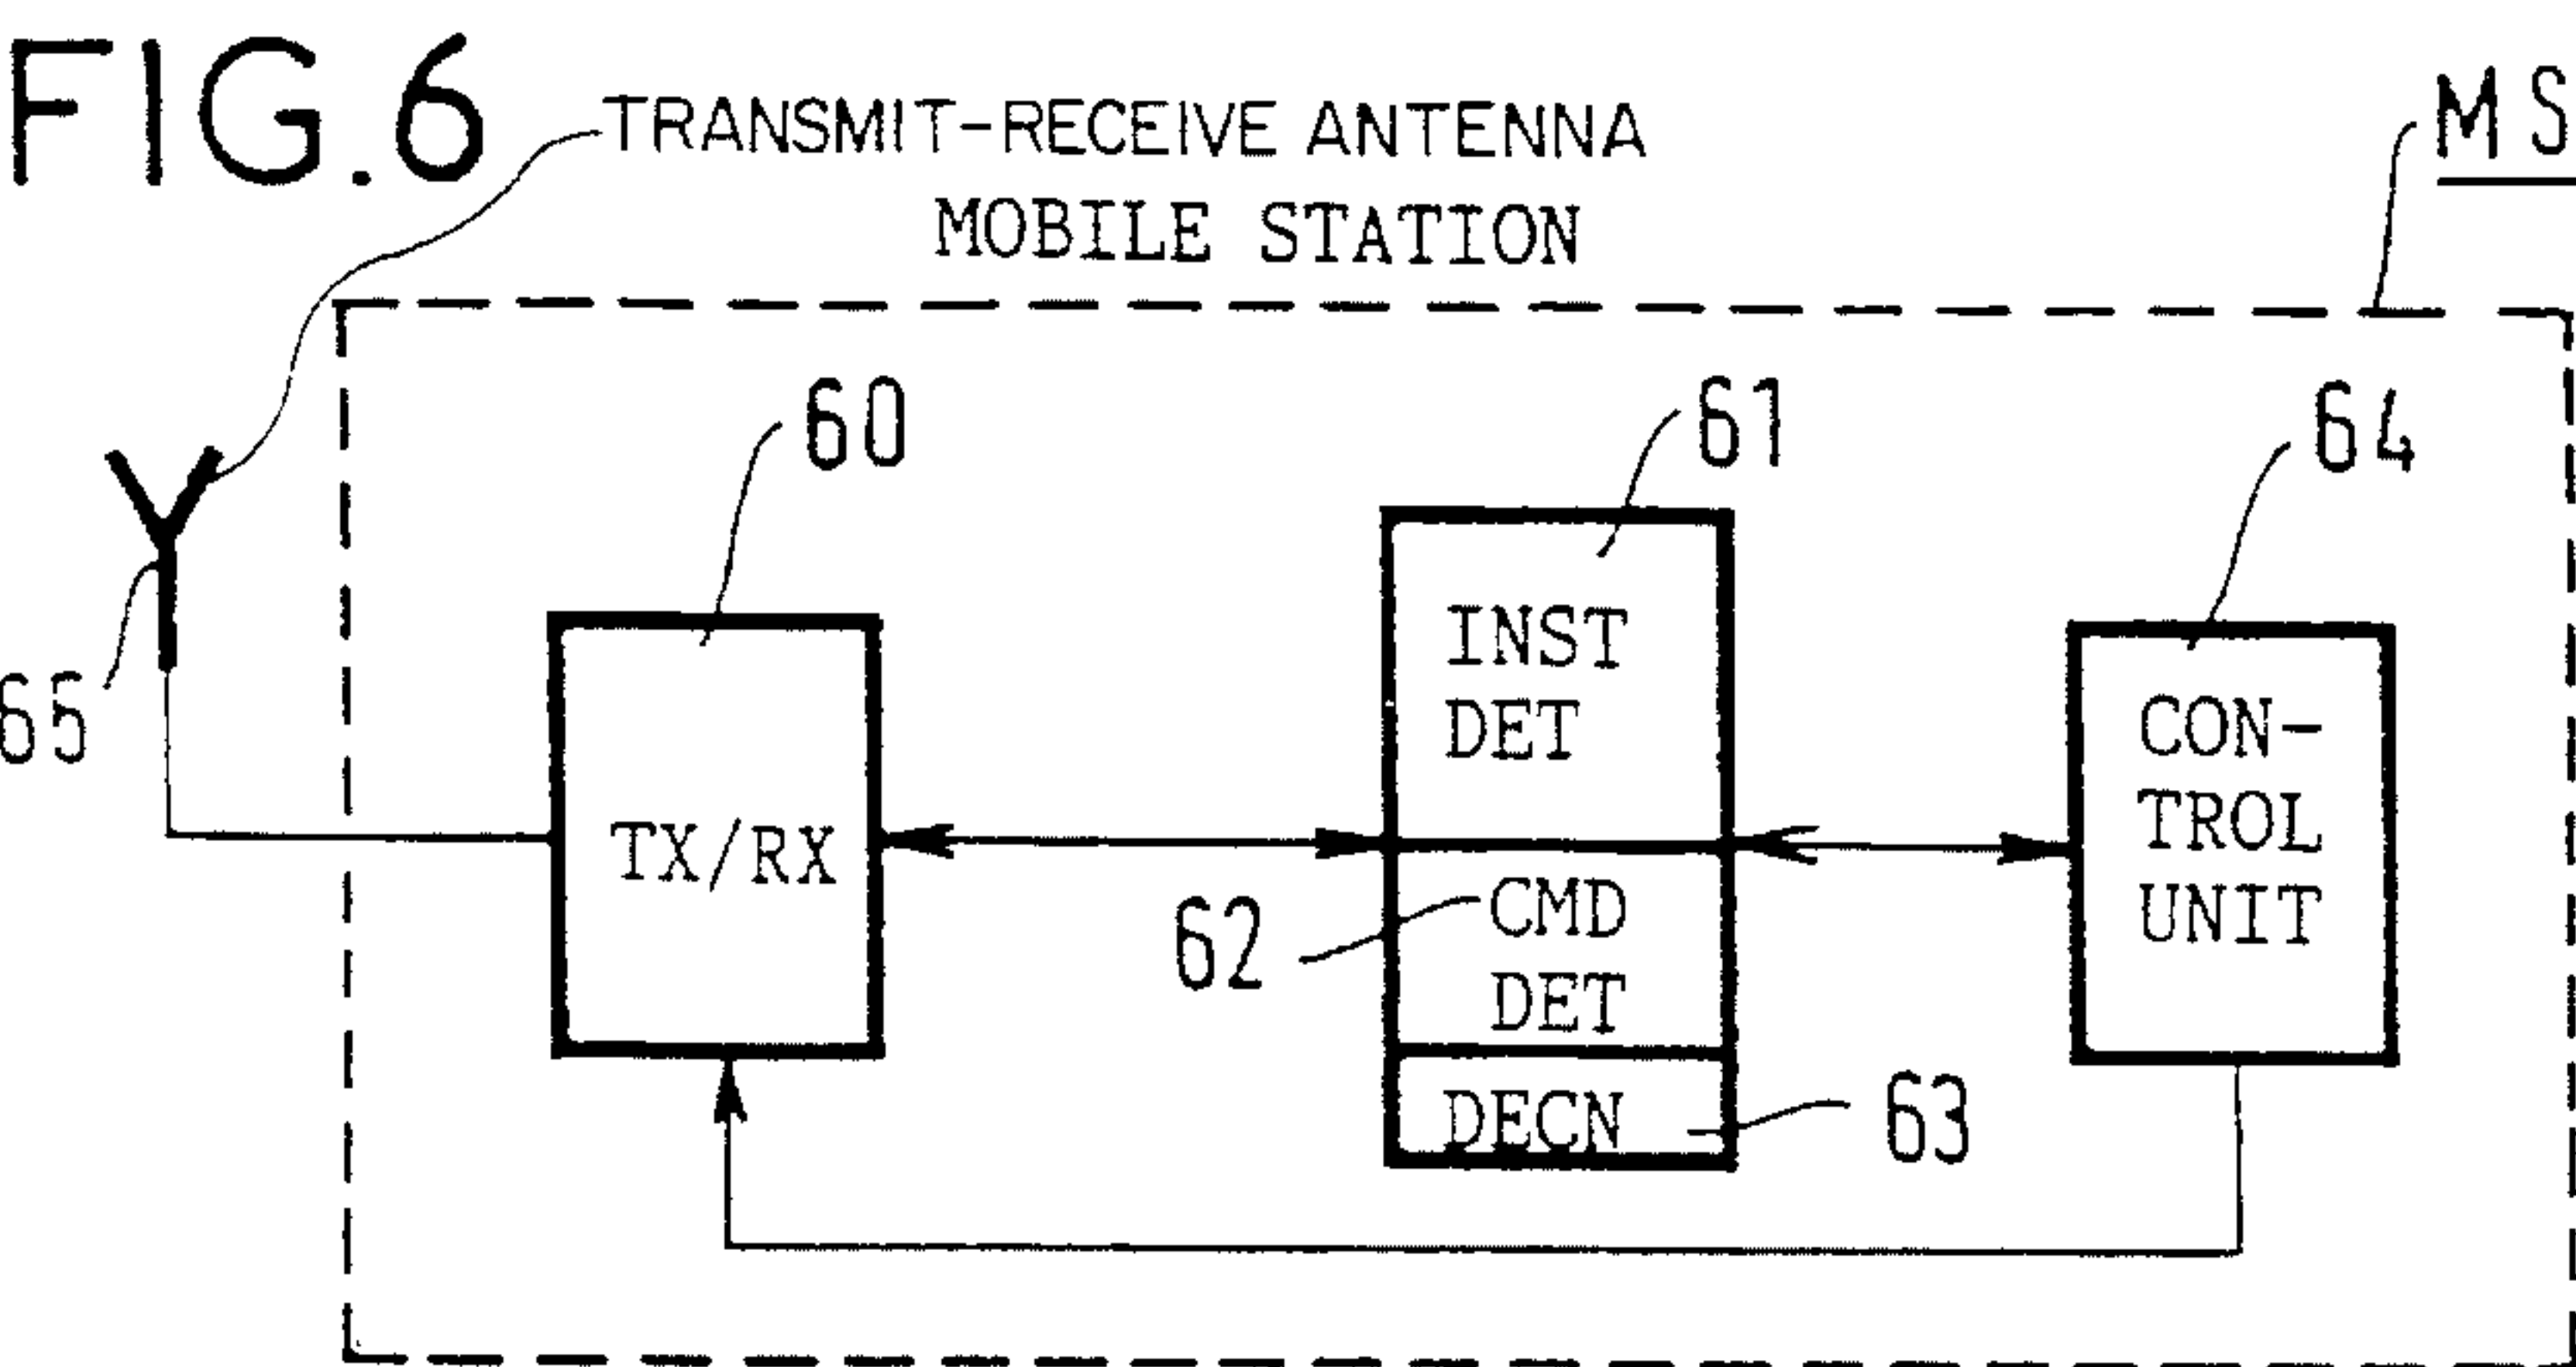 FIG.6
TRANSMIT-RECEIVE ANTENNA
MS
MOBILE STATION
60
61
64
65
INST
DET
CON-
TROL
UNIT
TX/RX
62
CMD
DET
DECN
63